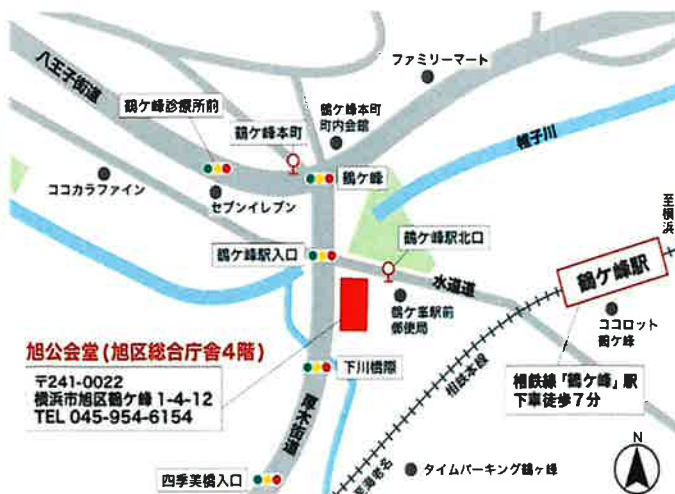 ファミリーマート
八王子街道
鶴ケ峰診療所前
鶴ケ峰本町
町内会館
鶴ケ峰本町
帷子川
ココカラファイン
セブンイレブン
鶴ケ峰
至横浜
鶴ケ峰駅入口
鶴ケ峰駅北口
水道道
鶴ケ峯駅前
郵便局
鶴ケ峰駅
ココロット
鶴ケ峰
旭公会堂(旭区総合庁舎4階)
〒241-0022
横浜市旭区鶴ケ峰 1-4-12
TEL 045-954-6154
下川橋際
相鉄本線
相鉄線「鶴ケ峰」駅
下車徒歩7分
厚木街道
四季美橋入口
至海老名
タイムパーキング鶴ヶ峰
N